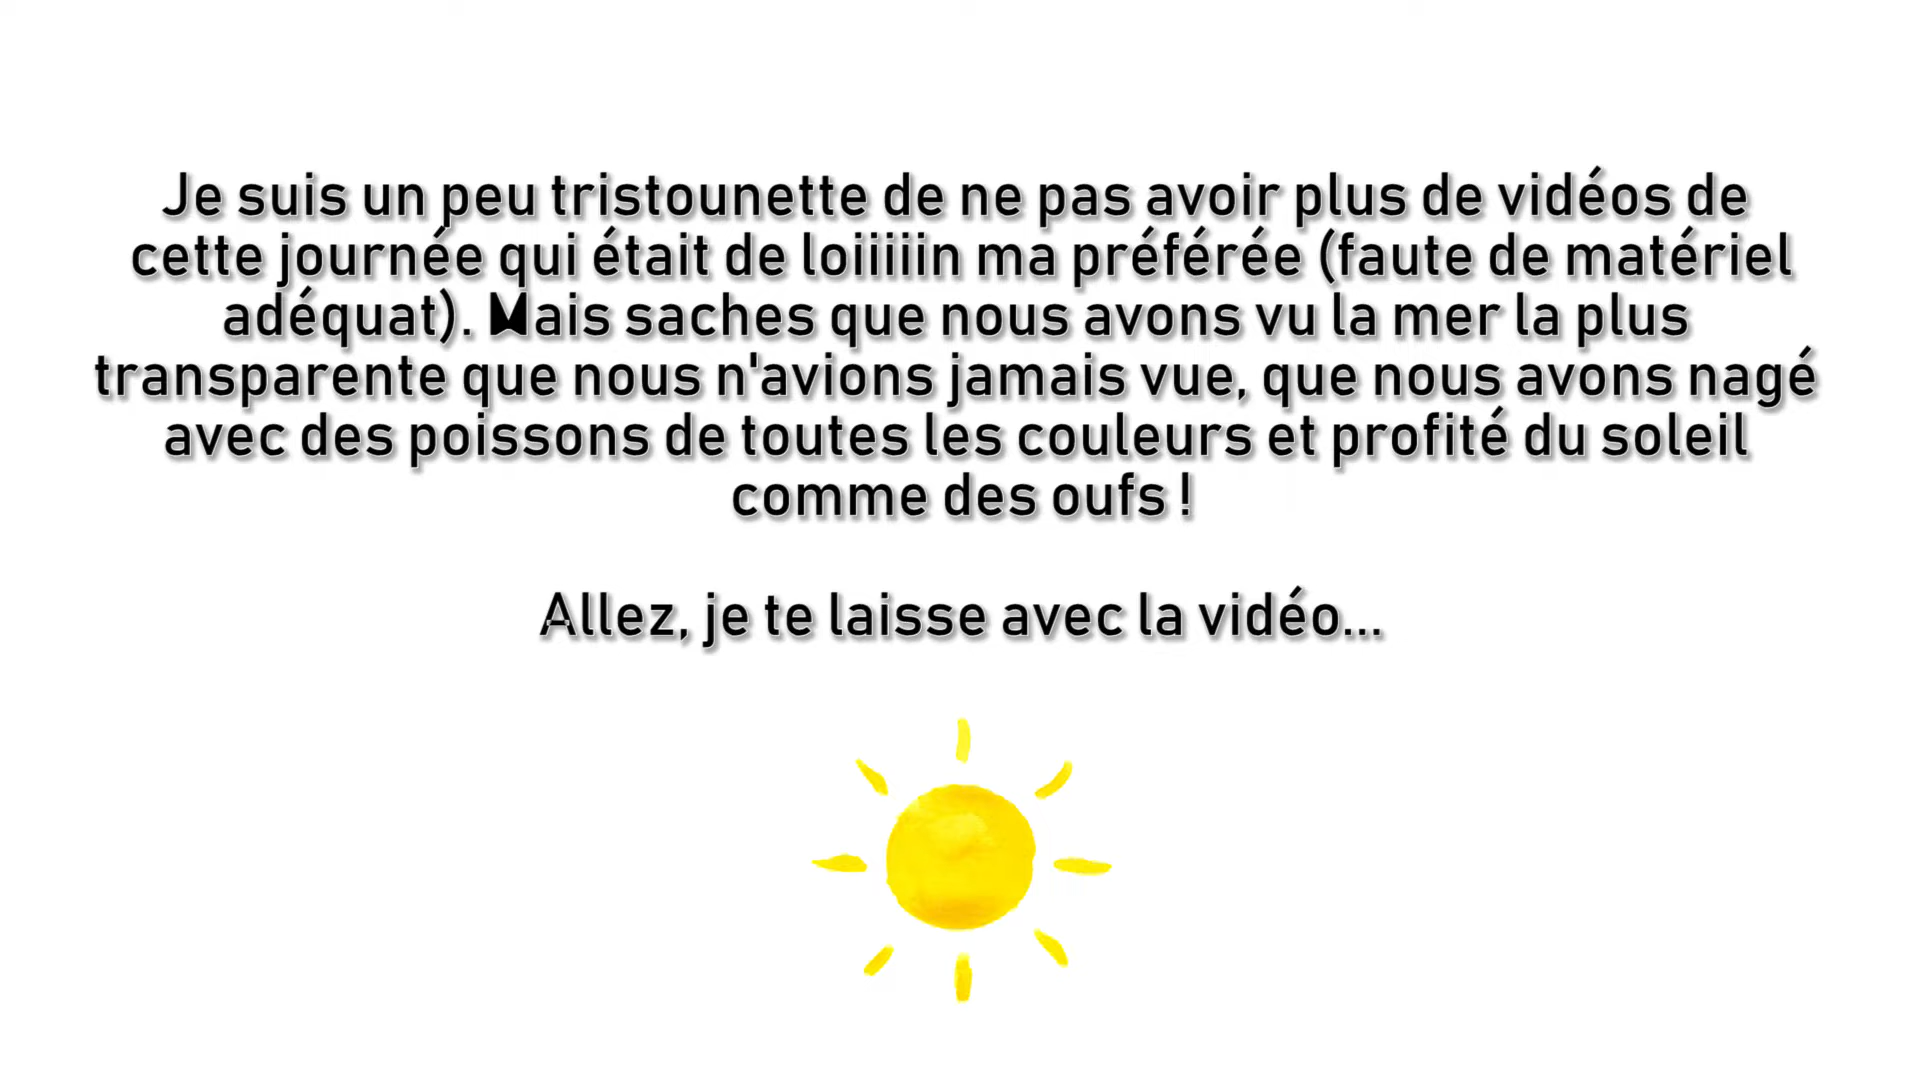 Je suis un peu tristounette de ne pas avoir plus de vidéos de
cette journée qui était de loiiiiiin ma préférée (faute de matériel
adéquat). Mais saches que nous avons vu la mer la plus
transparente que nous n'avions jamais vue, que nous avons nagé
avec des poissons de toutes les couleurs et profité du soleil
comme des oufs !
Allez, je te laisse avec la vidéo...